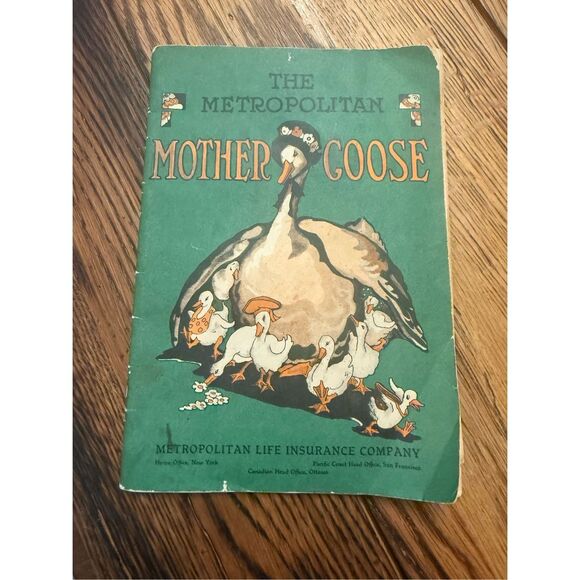 THE
METROPOLITAN
MOTHER GOOSE
METROPOLITAN LIFE INSURANCE COMPANY
Home Office, New York Pacific Coast Head Office, San Francisco
Canadian Head Office, Ottawa